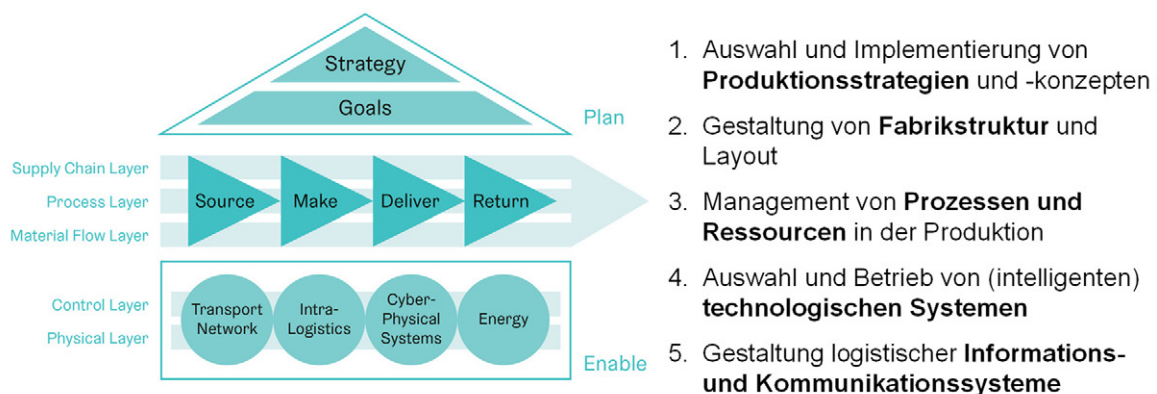 Strategy
Goals
Plan
Supply Chain Layer
Process Layer
Material Flow Layer
Source
Make
Deliver
Return
Control Layer
Physical Layer
Transport
Network
Intra-
Logistics
Cyber-
Physical
Systems
Energy
Enable
1. Auswahl und Implementierung von
Produktionsstrategien und -konzepten
2. Gestaltung von Fabrikstruktur und
Layout
3. Management von Prozessen und
Ressourcen in der Produktion
4. Auswahl und Betrieb von (intelligenten)
technologischen Systemen
5. Gestaltung logistischer Informations-
und Kommunikationssysteme